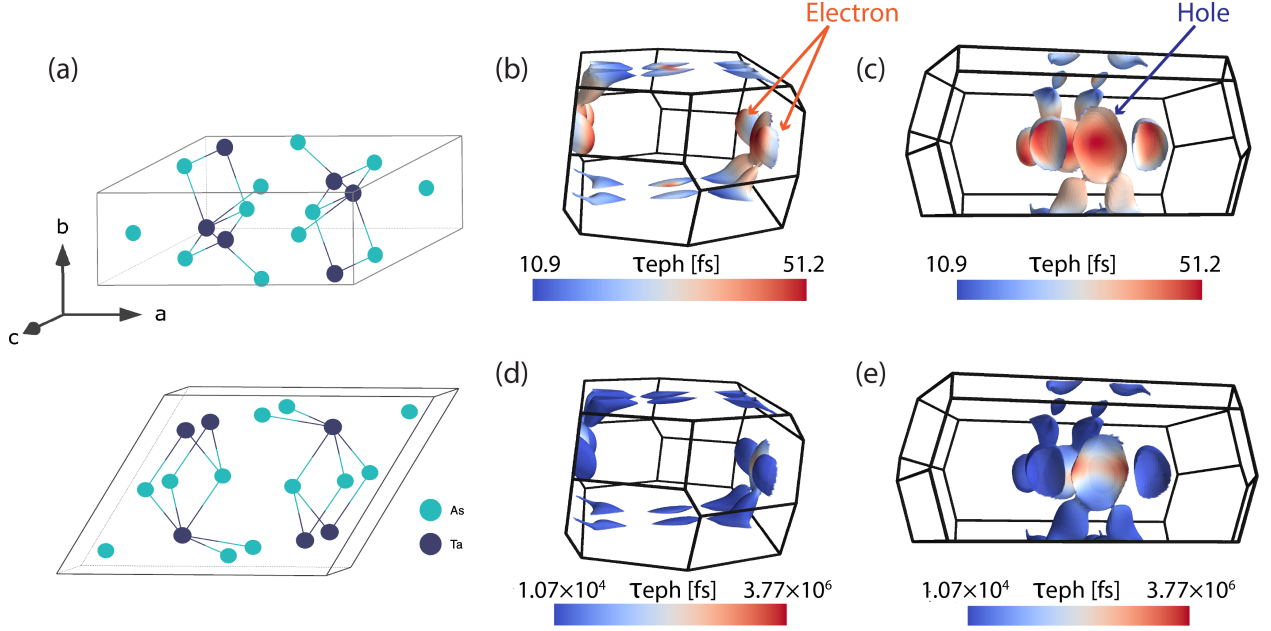 Electron
Hole
(a)
(b)
(c)
b
a
c
10.9
τeph [fs]
51.2
10.9
τeph [fs]
51.2
(d)
(e)
As
Ta
1.07×10⁴
τeph [fs]
3.77×10⁶
1.07×10⁴
τeph [fs]
3.77×10⁶